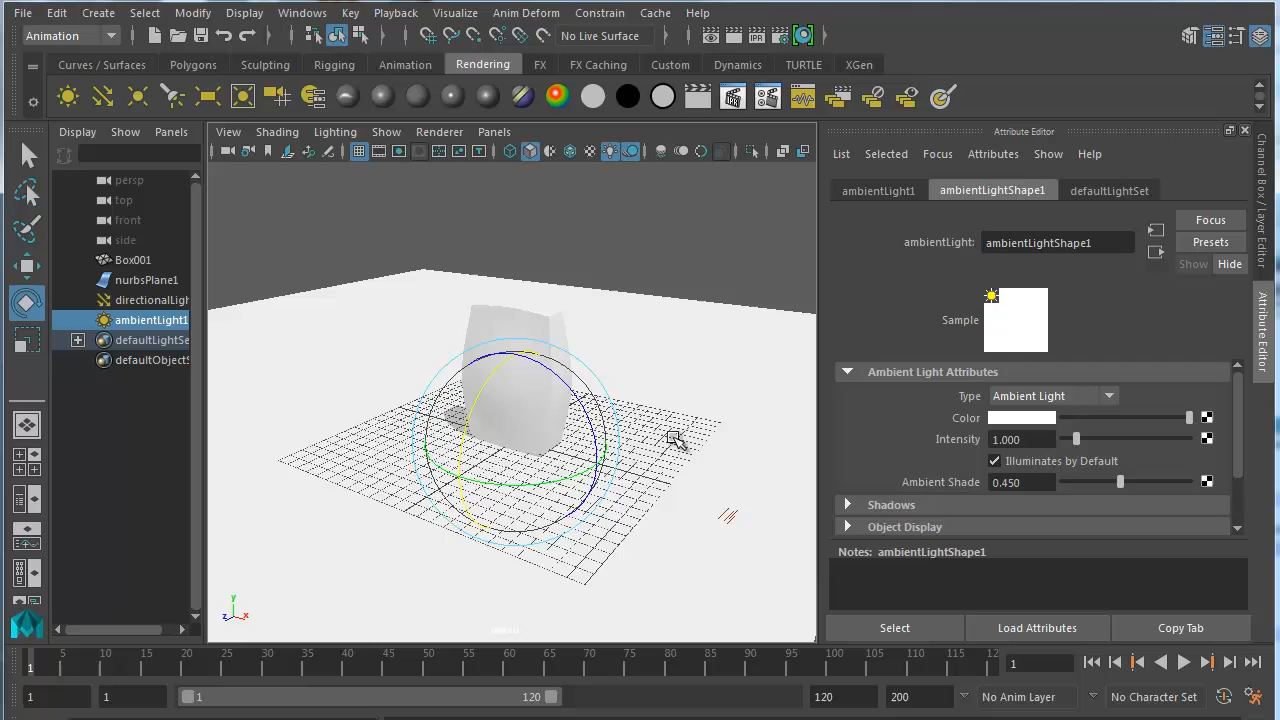 File Edit Create Select Modify Display Windows Key Playback Visualize Anim Deform Constrain Cache Help
Animation No Live Surface IPR
Curves / Surfaces Polygons Sculpting Rigging Animation Rendering FX FX Caching Custom Dynamics TURTLE XGen
Display Show Panels
View Shading Lighting Show Renderer Panels
persp
top
front
side
Box001
nurbsPlane1
directionalLigh
ambientLight1
defaultLightSe
defaultObjectS
y
z x
Attribute Editor
List Selected Focus Attributes Show Help
ambientLight1 ambientLightShape1 defaultLightSet
Focus
ambientLight: ambientLightShape1 Presets
Show Hide
Sample
Ambient Light Attributes
Type Ambient Light
Color
Intensity 1.000
Illuminates by Default
Ambient Shade 0.450
Shadows
Object Display
Notes: ambientLightShape1
Select Load Attributes Copy Tab
Channel Box / Layer Editor
Attribute Editor
5 10 15 20 25 30 35 40 45 50 55 60 65 70 75 80 85 90 95 100 105 110 115 12
1 1
1 1 1 120 120 200 No Anim Layer No Character Set